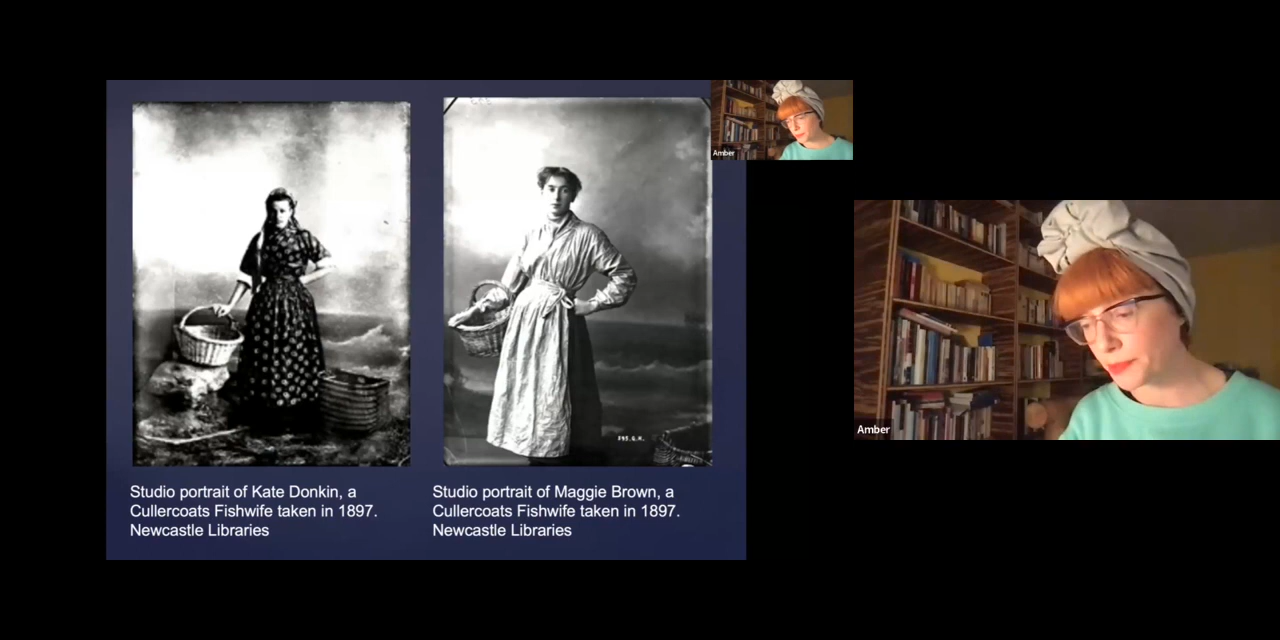 Amber
Studio portrait of Kate Donkin, a
Cullercoats Fishwife taken in 1897.
Newcastle Libraries
Studio portrait of Maggie Brown, a
Cullercoats Fishwife taken in 1897.
Newcastle Libraries
Amber